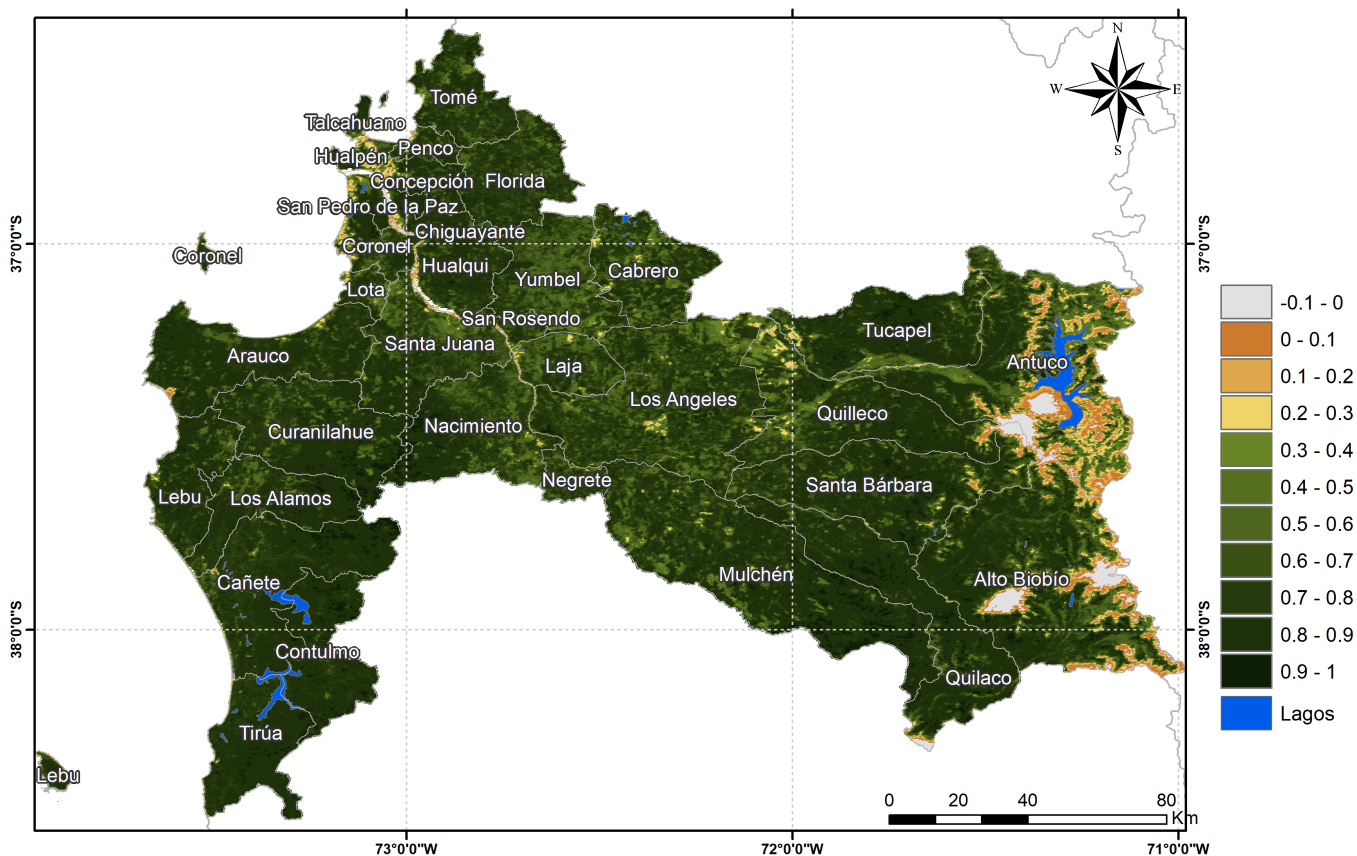 N
W
E
S
Tomé
Talcahuano
Penco
Hualpén
Concepción
Florida
San Pedro de la Paz
Chiguayante
Coronel
Coronel
Hualqui
Cabrero
Yumbel
Lota
San Rosendo
Tucapel
Santa Juana
Arauco
Laja
Antuco
Los Angeles
Quilleco
Nacimiento
Curanilahue
Negrete
Santa Bárbara
Lebu
Los Alamos
Mulchén
Alto Biobío
Cañete
Contulmo
Quilaco
Tirúa
Lebu
37°0'0"S
37°0'0"S
38°0'0"S
38°0'0"S
73°0'0"W
72°0'0"W
71°0'0"W
0 20 40 80
Km
-0.1 - 0
0 - 0.1
0.1 - 0.2
0.2 - 0.3
0.3 - 0.4
0.4 - 0.5
0.5 - 0.6
0.6 - 0.7
0.7 - 0.8
0.8 - 0.9
0.9 - 1
Lagos